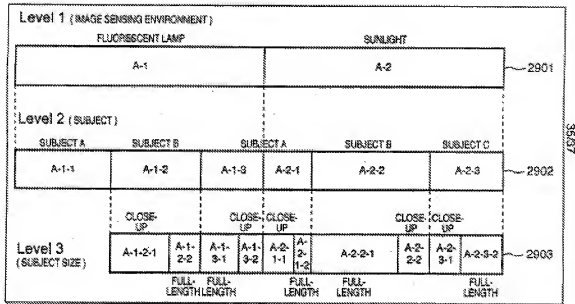 Level 1 (IMAGE SENSING ENVIRONMENT)
FLUORESCENT LAMP SUNLIGHT
A-1 A-2 2901
Level 2 (SUBJECT)
SUBJECT A SUBJECT B SUBJECT A SUBJECT B SUBJECT C
A-1-1 A-1-2 A-1-3 A-2-1 A-2-2 A-2-3 2902
CLOSE-UP CLOSE-UP CLOSE-UP CLOSE-UP CLOSE-UP
Level 3 (SUBJECT SIZE)
A-1-2-1 A-1-2-2 A-1-3-1 A-1-3-2 A-2-1-1 A-2-1-2 A-2-2-1 A-2-2-2 A-2-3-1 A-2-3-2 2903
FULL-LENGTH FULL-LENGTH FULL-LENGTH FULL-LENGTH FULL-LENGTH
35/37